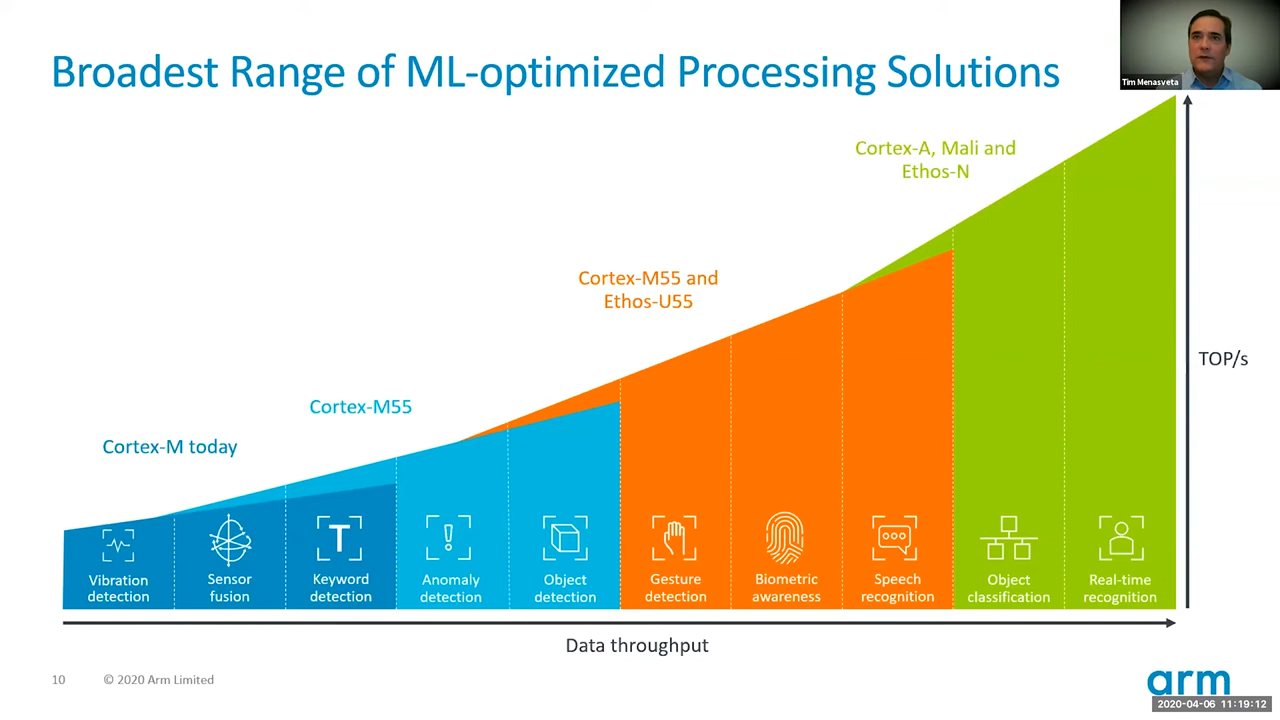 Broadest Range of ML-optimized Processing Solutions
Tim Menasveta
Cortex-A, Mali and
Ethos-N
Cortex-M55 and
Ethos-U55
TOP/s
Cortex-M55
Cortex-M today
T
Vibration
detection
Sensor
fusion
Keyword
detection
Anomaly
detection
Object
detection
Gesture
detection
Biometric
awareness
Speech
recognition
Object
classification
Real-time
recognition
Data throughput
10
© 2020 Arm Limited
arm
2020-04-06 11:19:12